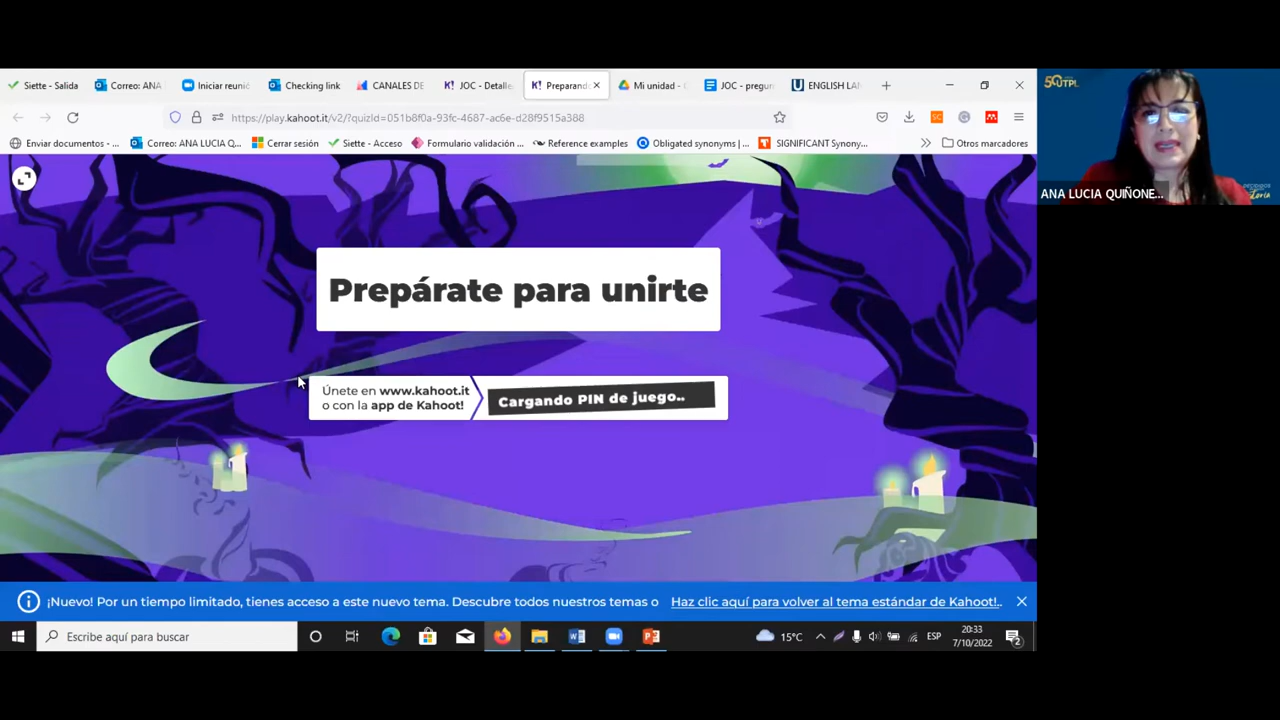 Siette - Salida
Correo: ANA
Iniciar reunió
Checking link
CANALES DE
K! JOC - Detalle
K! Preparand
Mi unidad -
JOC - pregun
ENGLISH LAN
https://play.kahoot.it/v2/?quizId=051b8f0a-93fc-4687-ac6e-d28f9515a388
Enviar documentos - ...
Correo: ANA LUCIA Q...
Cerrar sesión
Siette - Acceso
Formulario validación ...
Reference examples
Obligated synonyms | ...
SIGNIFICANT Synony...
Otros marcadores
50 UTPL
ANA LUCIA QUIÑONE...
Prepárate para unirte
Únete en www.kahoot.it
o con la app de Kahoot!
Cargando PIN de juego..
¡Nuevo! Por un tiempo limitado, tienes acceso a este nuevo tema. Descubre todos nuestros temas o
Haz clic aquí para volver al tema estándar de Kahoot!..
Escribe aquí para buscar
15°C
ESP
20:33
7/10/2022
2